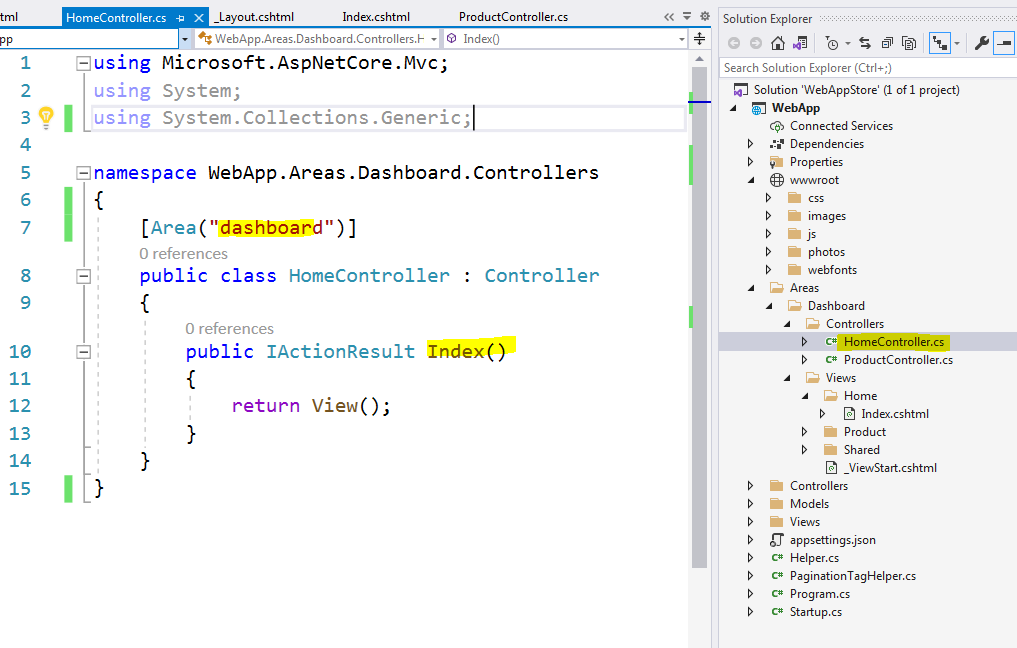 tml HomeController.cs _Layout.cshtml Index.cshtml ProductController.cs
pp WebApp.Areas.Dashboard.Controllers.H Index()
1 using Microsoft.AspNetCore.Mvc;
2 using System;
3 using System.Collections.Generic;
4
5 namespace WebApp.Areas.Dashboard.Controllers
6 {
7 [Area("dashboard")]
0 references
8 public class HomeController : Controller
9 {
0 references
10 public IActionResult Index()
11 {
12 return View();
13 }
14 }
15 }
Solution Explorer
Search Solution Explorer (Ctrl+;)
Solution 'WebAppStore' (1 of 1 project)
WebApp
Connected Services
Dependencies
Properties
wwwroot
css
images
js
photos
webfonts
Areas
Dashboard
Controllers
C# HomeController.cs
C# ProductController.cs
Views
Home
Index.cshtml
Product
Shared
_ViewStart.cshtml
Controllers
Models
Views
appsettings.json
C# Helper.cs
C# PaginationTagHelper.cs
C# Program.cs
C# Startup.cs